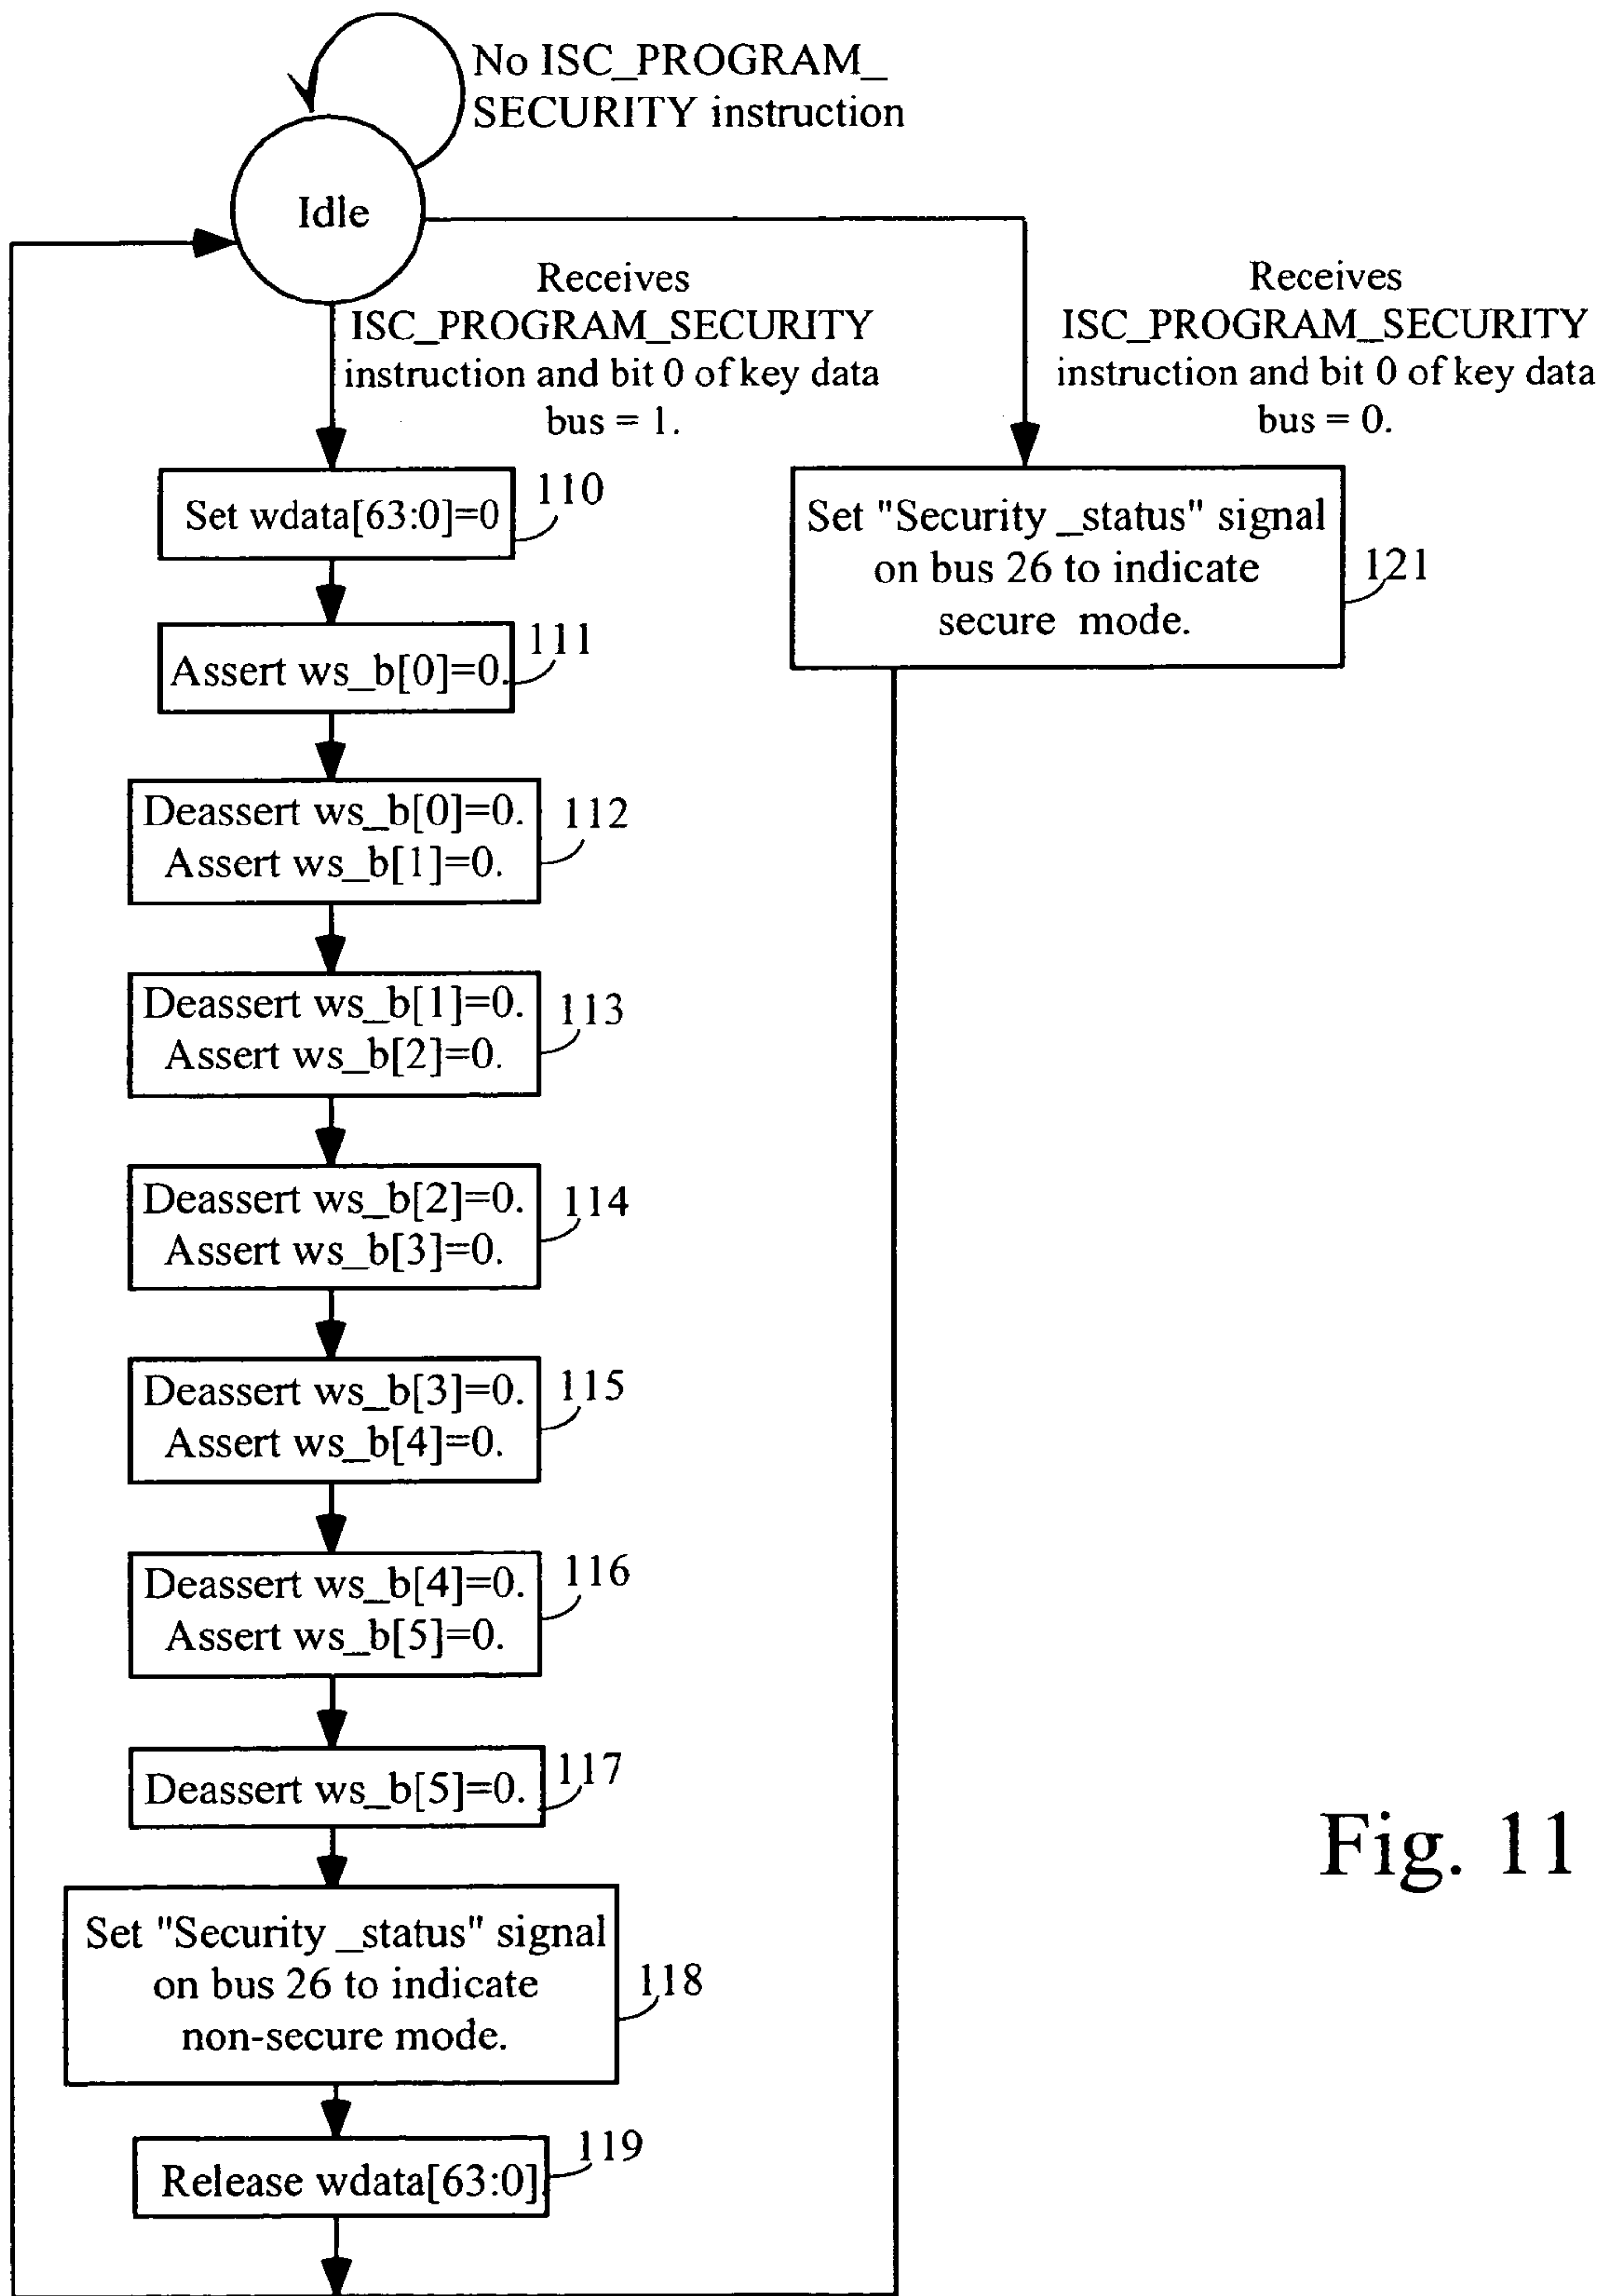 No ISC_PROGRAM_
SECURITY instruction
Idle
Receives
ISC_PROGRAM_SECURITY
instruction and bit 0 of key data
bus = 1.
Receives
ISC_PROGRAM_SECURITY
instruction and bit 0 of key data
bus = 0.
Set wdata[63:0]=0
110
Set "Security _status" signal
on bus 26 to indicate
secure mode.
121
Assert ws_b[0]=0.
111
Deassert ws_b[0]=0.
Assert ws_b[1]=0.
112
Deassert ws_b[1]=0.
Assert ws_b[2]=0.
113
Deassert ws_b[2]=0.
Assert ws_b[3]=0.
114
Deassert ws_b[3]=0.
Assert ws_b[4]=0.
115
Deassert ws_b[4]=0.
Assert ws_b[5]=0.
116
Deassert ws_b[5]=0.
117
Set "Security _status" signal
on bus 26 to indicate
non-secure mode.
118
Release wdata[63:0]
119
Fig. 11